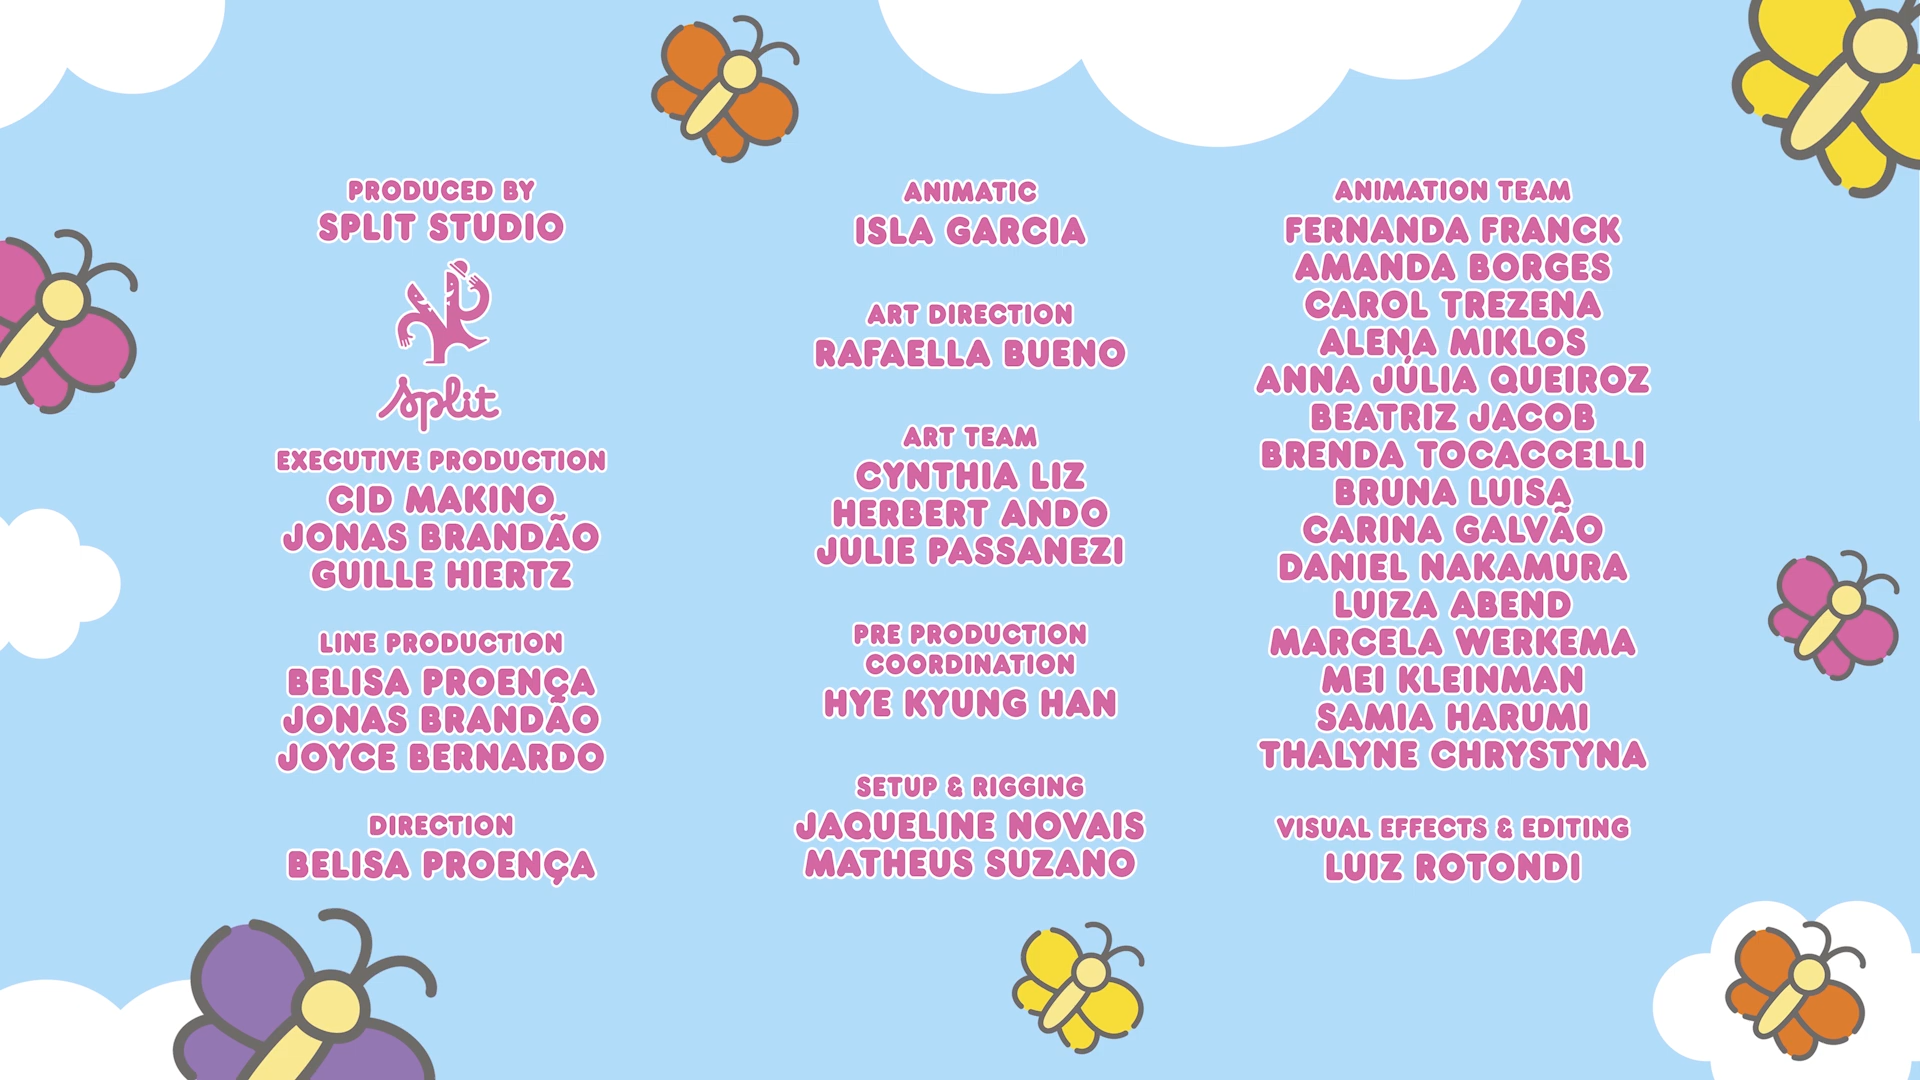 PRODUCED BY
SPLIT STUDIO
split
EXECUTIVE PRODUCTION
CID MAKINO
JONAS BRANDÃO
GUILLE HIERTZ
LINE PRODUCTION
BELISA PROENÇA
JONAS BRANDÃO
JOYCE BERNARDO
DIRECTION
BELISA PROENÇA
ANIMATIC
ISLA GARCIA
ART DIRECTION
RAFAELLA BUENO
ART TEAM
CYNTHIA LIZ
HERBERT ANDO
JULIE PASSANEZI
PRE PRODUCTION
COORDINATION
HYE KYUNG HAN
SETUP & RIGGING
JAQUELINE NOVAIS
MATHEUS SUZANO
ANIMATION TEAM
FERNANDA FRANCK
AMANDA BORGES
CAROL TREZENA
ALENA MIKLOS
ANNA JÚLIA QUEIROZ
BEATRIZ JACOB
BRENDA TOCACCELLI
BRUNA LUISA
CARINA GALVÃO
DANIEL NAKAMURA
LUIZA ABEND
MARCELA WERKEMA
MEI KLEINMAN
SAMIA HARUMI
THALYNE CHRYSTYNA
VISUAL EFFECTS & EDITING
LUIZ ROTONDI